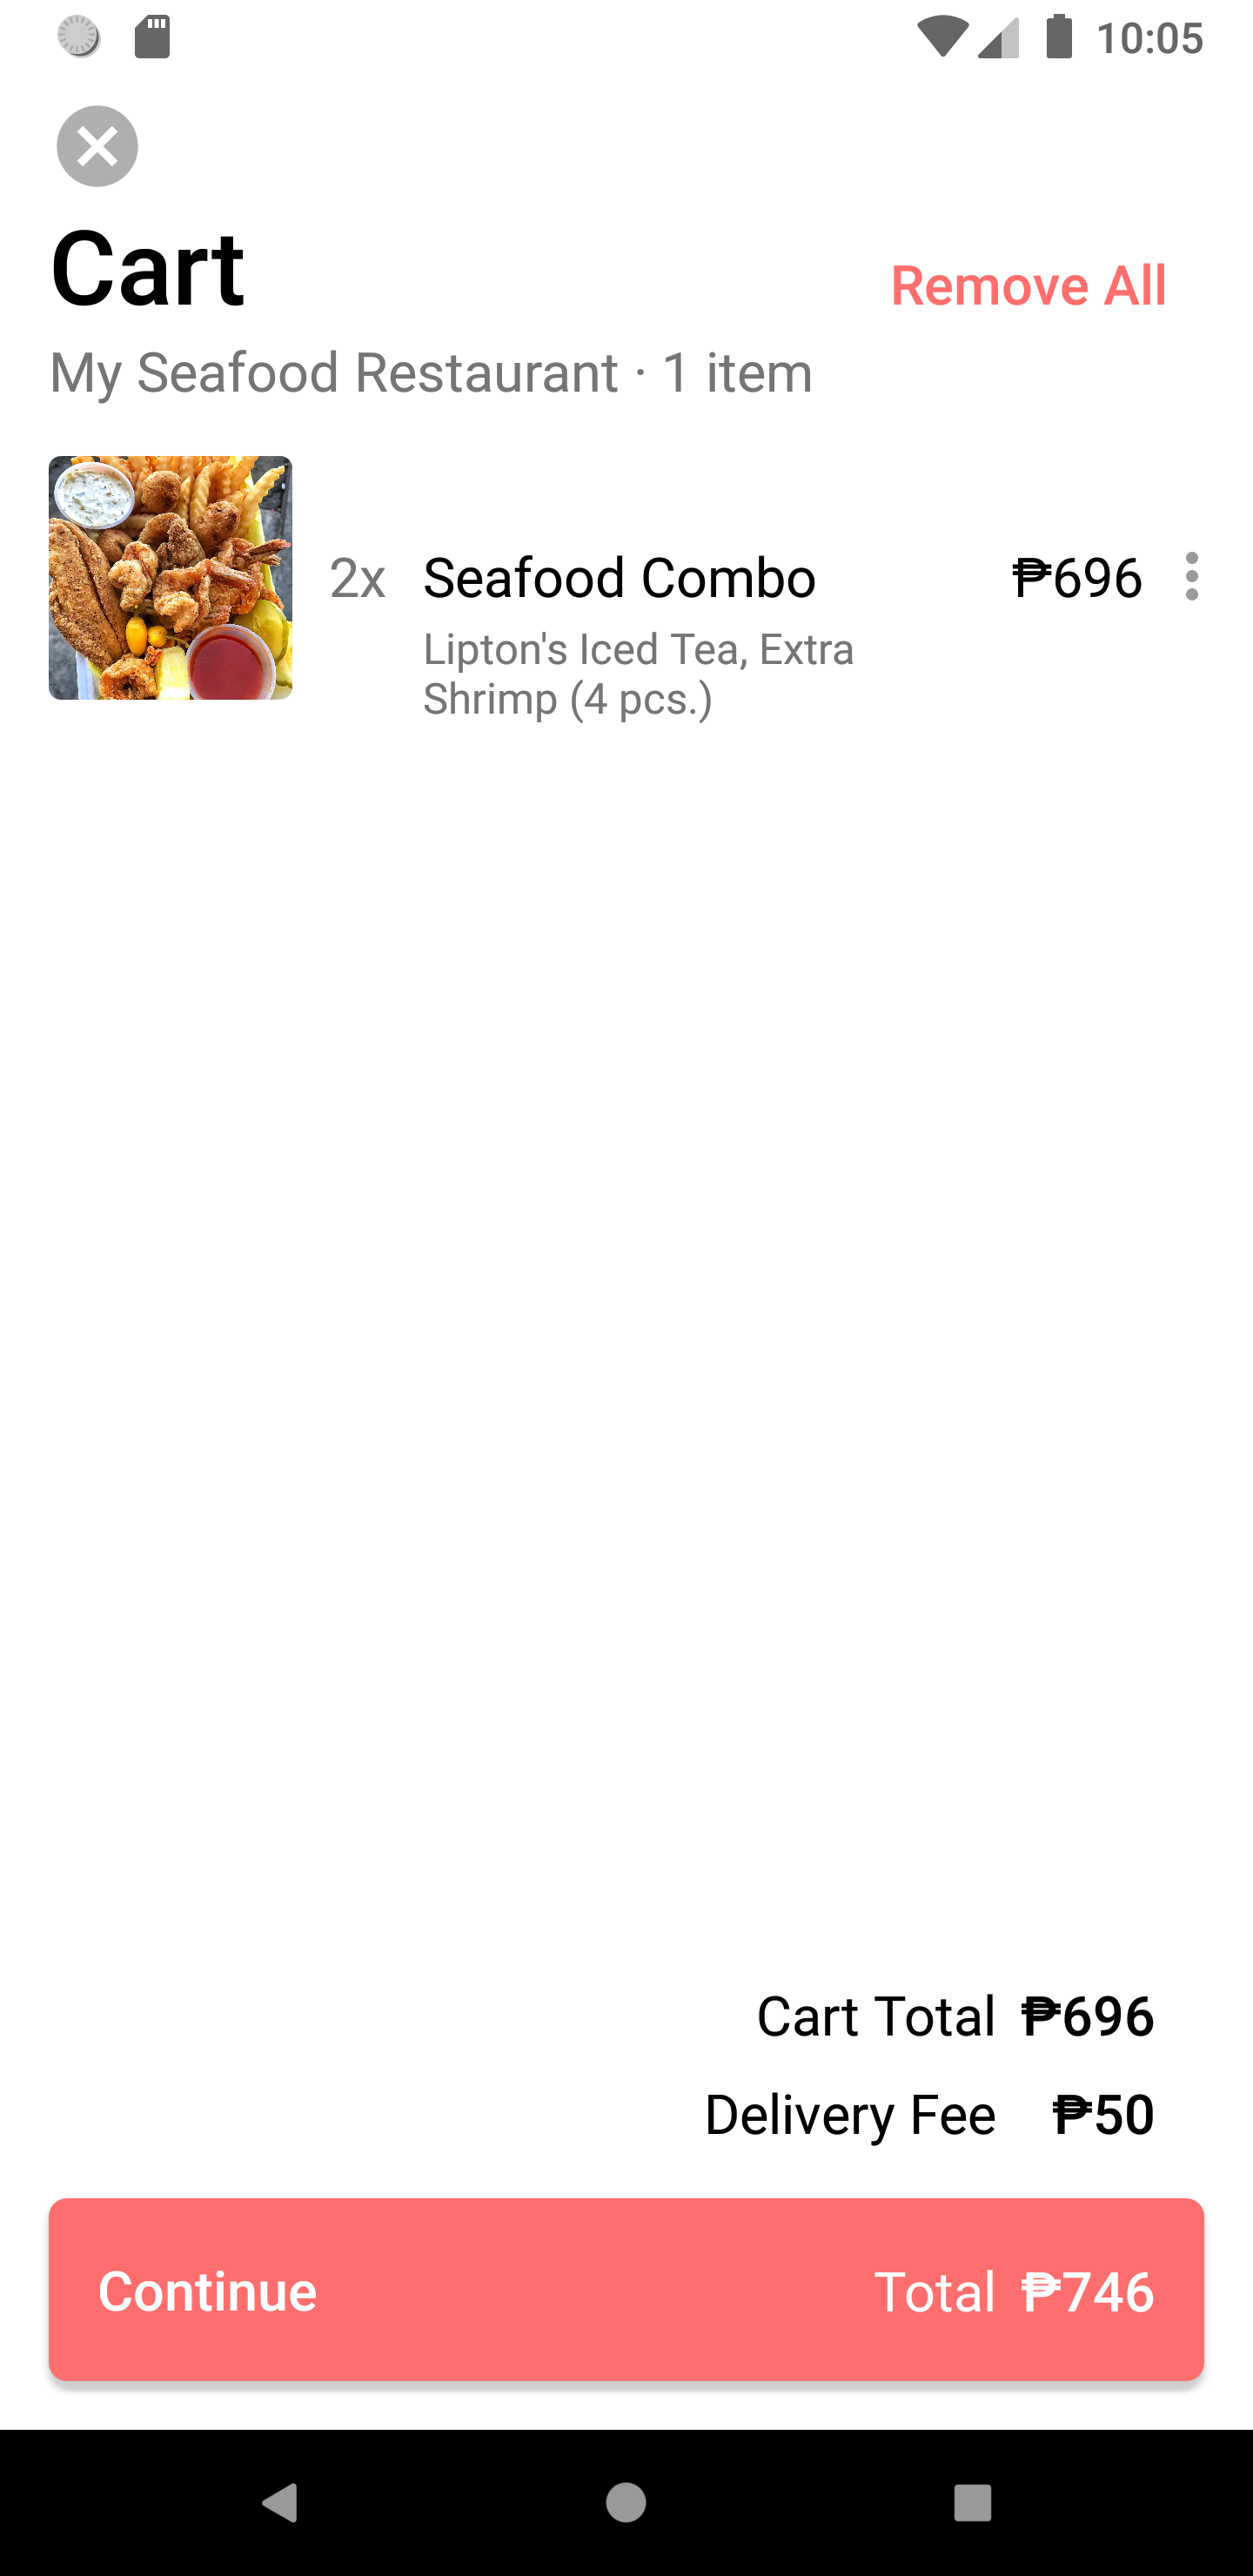 10:05
Cart
Remove All
My Seafood Restaurant · 1 item
2x Seafood Combo ₱696
Lipton's Iced Tea, Extra
Shrimp (4 pcs.)
Cart Total ₱696
Delivery Fee ₱50
Continue Total ₱746